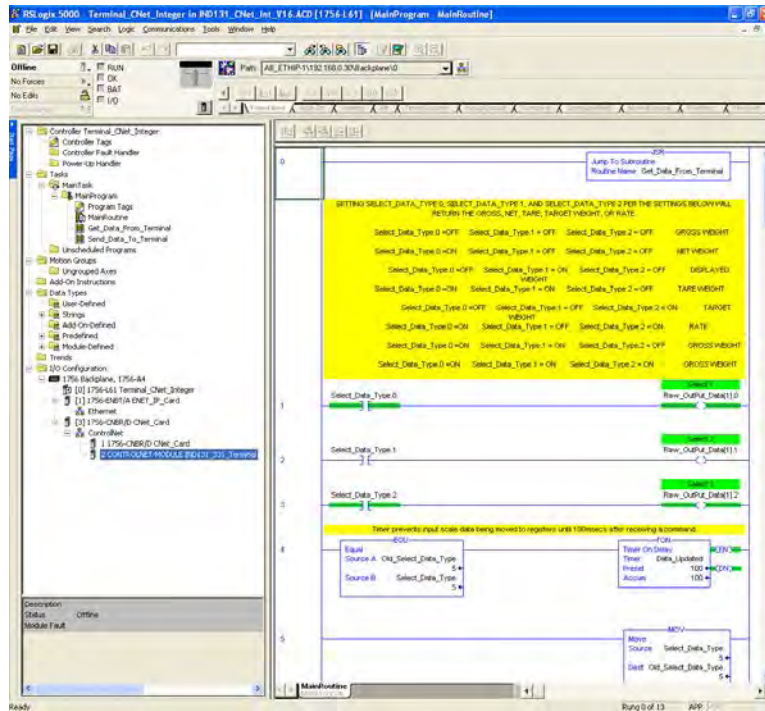 RSLogix 5000 - Terminal_CNet_Integer in IND131_CNet_Int_V16.ACD [1756-L61] - [MainProgram - MainRoutine]
File Edit View Search Logic Communications Tools Window Help
Offline
RUN
No Forces
OK
No Edits
BAT
I/O
Path: AB_ETHIP-1\192.168.0.30\Backplane\0
Controller Terminal_CNet_Integer
Controller Tags
Controller Fault Handler
Power-Up Handler
Tasks
MainTask
MainProgram
Program Tags
MainRoutine
Get_Data_From_Terminal
Send_Data_To_Terminal
Unscheduled Programs
Motion Groups
Ungrouped Axes
Add-On Instructions
Data Types
User-Defined
Strings
Add-On-Defined
Predefined
Module-Defined
Trends
I/O Configuration
1756 Backplane, 1756-A4
[0] 1756-L61 Terminal_CNet_Integer
[1] 1756-ENBT/A ENET_IP_Card
Ethernet
[3] 1756-CNBR/D CNet_Card
ControlNet
1 1756-CNBR/D CNet_Card
2 CONTROLNET-MODULE IND131_331_Terminal
Description
Status Offline
Module Fault
0
JSR
Jump To Subroutine
Routine Name Get_Data_From_Terminal
SETTING SELECT_DATA_TYPE.0, SELECT_DATA_TYPE.1, AND SELECT_DATA_TYPE.2 PER THE SETTINGS BELOW WILL
RETURN THE GROSS, NET, TARE, TARGET WEIGHT, OR RATE.
Select_Data_Type.0 =OFF Select_Data_Type.1 = OFF Select_Data_Type.2 = OFF GROSS WEIGHT
Select_Data_Type.0 =ON Select_Data_Type.1 = OFF Select_Data_Type.2 = OFF NET WEIGHT
Select_Data_Type.0 =OFF Select_Data_Type.1 = ON Select_Data_Type.2 = OFF DISPLAYED
WEIGHT
Select_Data_Type.0 =ON Select_Data_Type.1 = ON Select_Data_Type.2 = OFF TARE WEIGHT
Select_Data_Type.0 =OFF Select_Data_Type.1 = OFF Select_Data_Type.2 = ON TARGET
WEIGHT
Select_Data_Type.0 =ON Select_Data_Type.1 = OFF Select_Data_Type.2 = ON RATE
Select_Data_Type.0 =ON Select_Data_Type.1 = ON Select_Data_Type.2 = OFF GROSS WEIGHT
Select_Data_Type.0 =ON Select_Data_Type.1 = ON Select_Data_Type.2 = ON GROSS WEIGHT
Select 1
Select_Data_Type.0 Raw_OutPut_Data[1].0
1
Select 2
Select_Data_Type.1 Raw_OutPut_Data[1].1
2
Select 3
Select_Data_Type.2 Raw_OutPut_Data[1].2
3
Timer prevents input scale data being moved to registers until 100msecs after receiving a command.
4
EQU
Equal
Source A Old_Select_Data_Type
5
Source B Select_Data_Type
5
TON
Timer On Delay EN
Timer Data_Updated
Preset 100 DN
Accum 100
5
MOV
Move
Source Select_Data_Type
5
Dest Old_Select_Data_Type
5
MainRoutine
Ready
Rung 0 of 13 APP